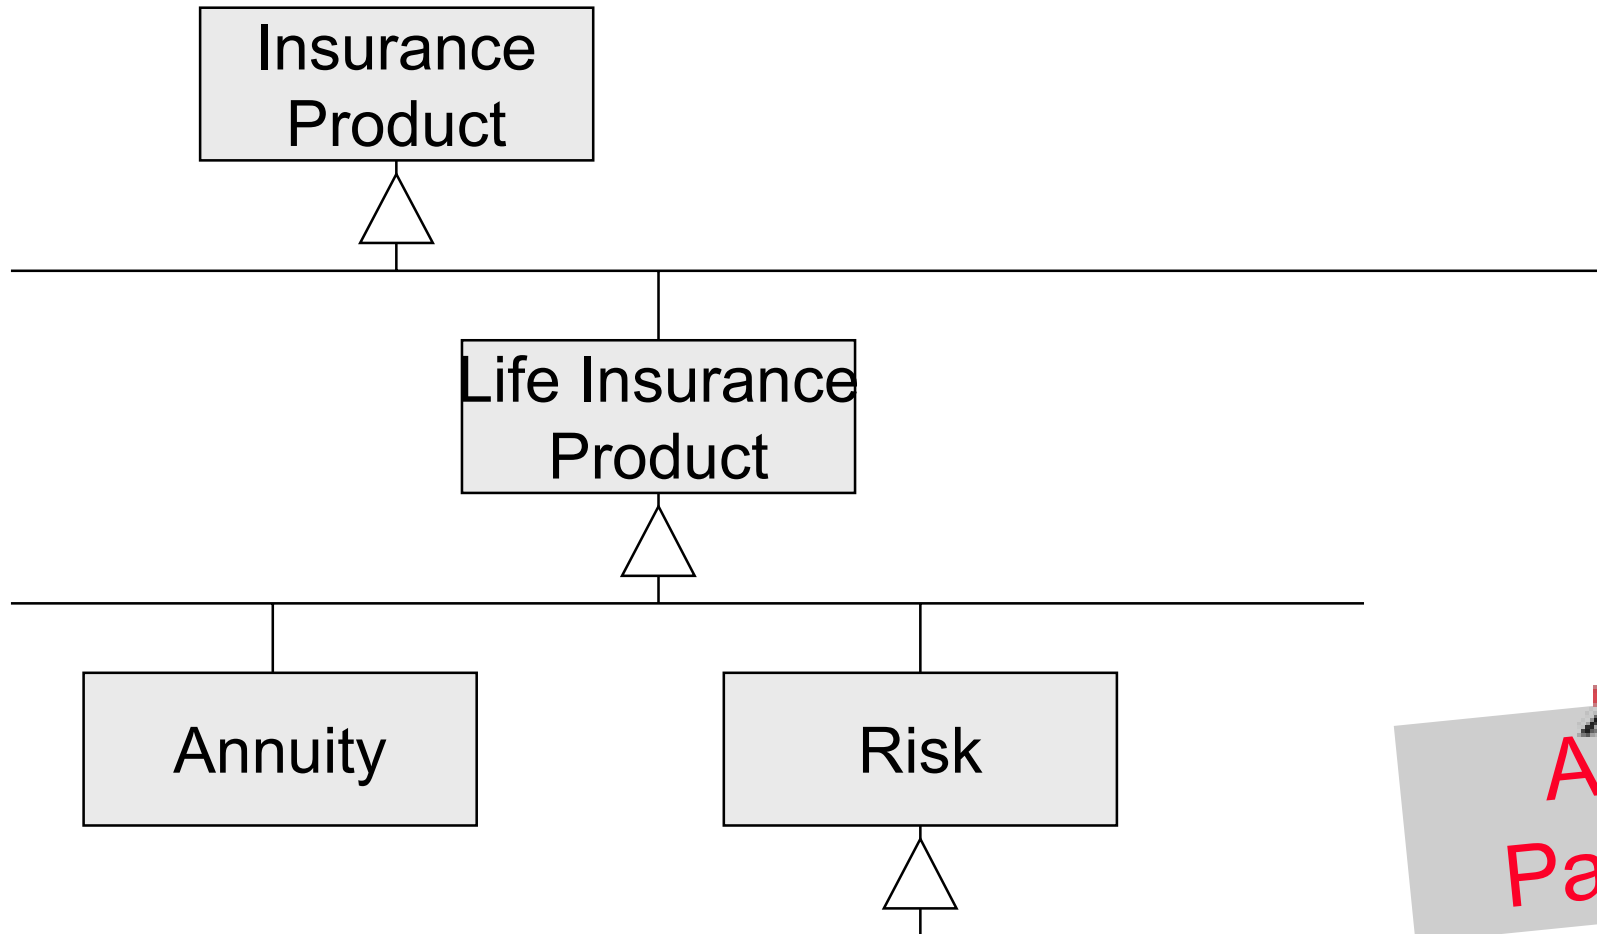 Insurance
Product
Life Insurance
Product
Annuity
Risk